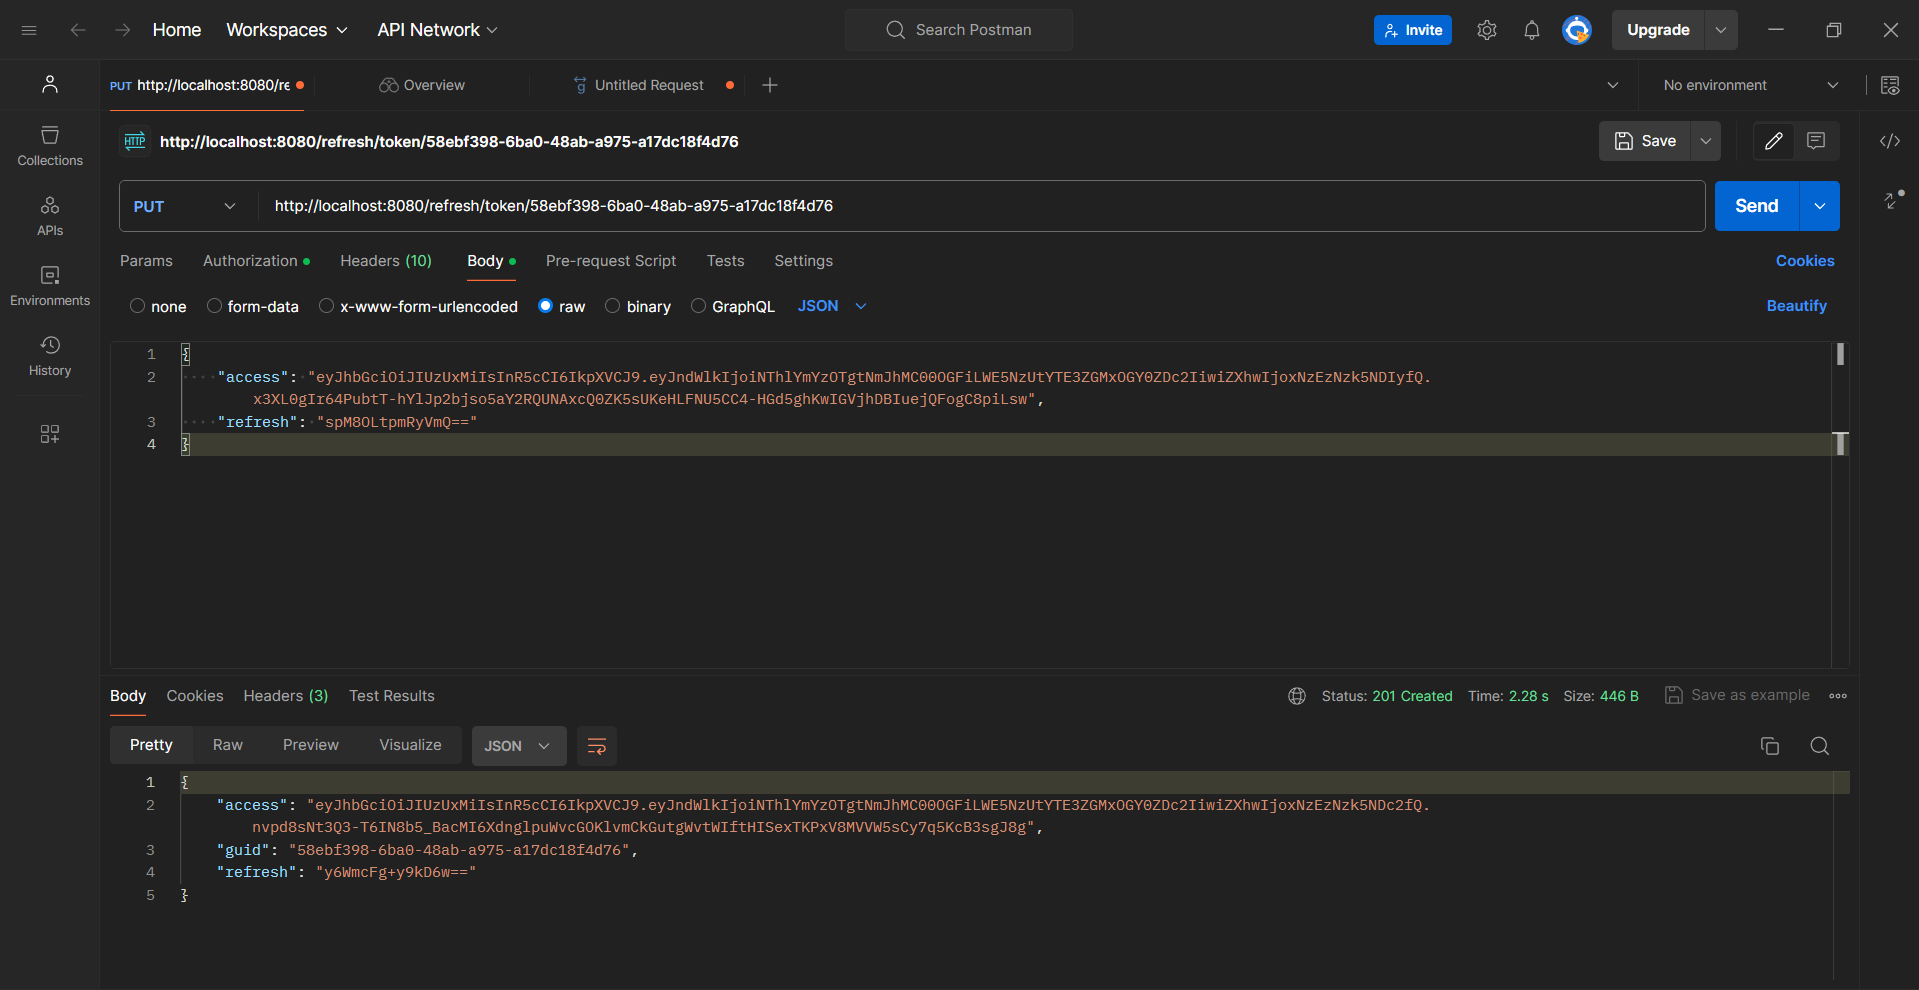 Home Workspaces API Network Search Postman Invite Upgrade
PUT http://localhost:8080/re Overview Untitled Request No environment
HTTP http://localhost:8080/refresh/token/58ebf398-6ba0-48ab-a975-a17dc18f4d76 Save
Collections
PUT http://localhost:8080/refresh/token/58ebf398-6ba0-48ab-a975-a17dc18f4d76 Send
APIs
Params Authorization Headers (10) Body Pre-request Script Tests Settings Cookies
Environments
none form-data x-www-form-urlencoded raw binary GraphQL JSON Beautify
History
1 {
2 "access": "eyJhbGciOiJIUzUxMiIsInR5cCI6IkpXVCJ9.eyJndWlkIjoiNThlYmYzOTgtNmJhMC00OGFiLWE5NzUtYTE3ZGMxOGY0ZDc2IiwiZXhwIjoxNzEzNzk5NDIyfQ.
x3XL0gIr64PubtT-hYlJp2bjso5aY2RQUNAxcQ0ZK5sUKeHLFNU5CC4-HGd5ghKwIGVjhDBIuejQFogC8piLsw",
3 "refresh": "spM8OLtpmRyVmQ=="
4 }
Body Cookies Headers (3) Test Results Status: 201 Created Time: 2.28 s Size: 446 B Save as example
Pretty Raw Preview Visualize JSON
1 {
2 "access": "eyJhbGciOiJIUzUxMiIsInR5cCI6IkpXVCJ9.eyJndWlkIjoiNThlYmYzOTgtNmJhMC00OGFiLWE5NzUtYTE3ZGMxOGY0ZDc2IiwiZXhwIjoxNzEzNzk5NDc2fQ.
nvpd8sNt3Q3-T6IN8b5_BacMI6XdnglpuWvcGOKlvmCkGutgWvtWIftHISexTKPxV8MVVW5sCy7q5KcB3sgJ8g",
3 "guid": "58ebf398-6ba0-48ab-a975-a17dc18f4d76",
4 "refresh": "y6WmcFg+y9kD6w=="
5 }